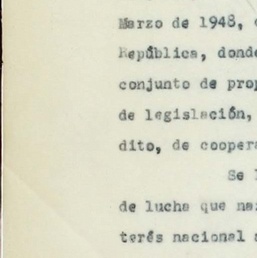 Marzo de 1948,
República, donde
conjunto de prop
de legislación,
dito, de coopera
Se
de lucha que na
terés nacional